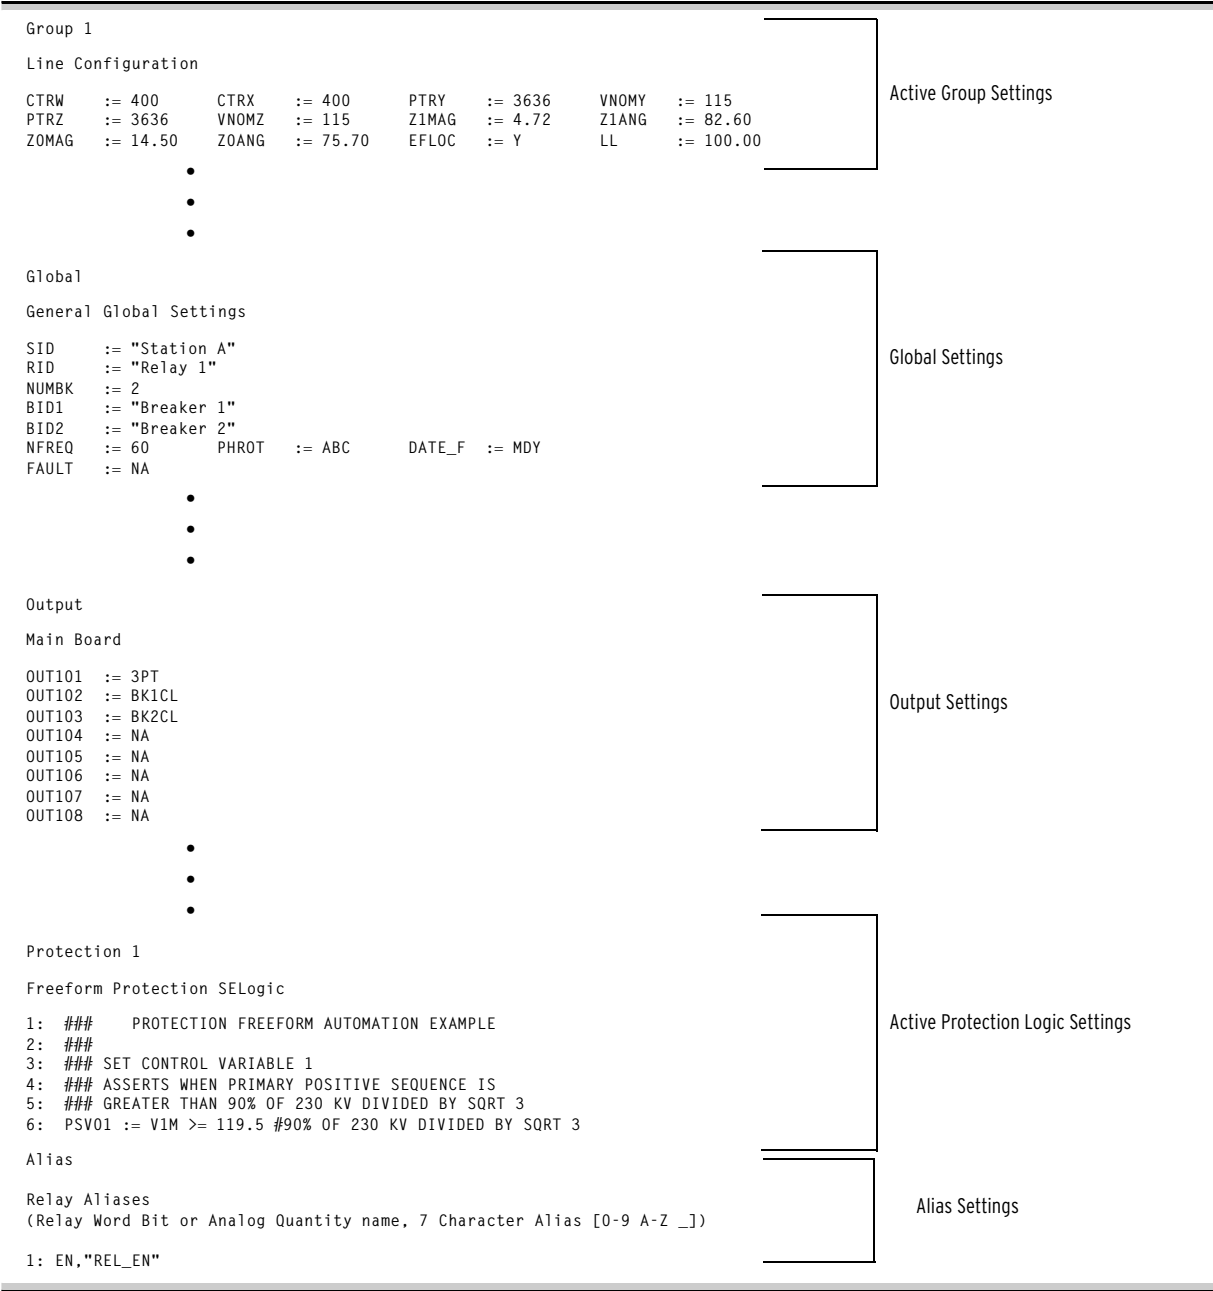 Group 1
Line Configuration
CTRW := 400 CTRX := 400 PTRY := 3636 VNOMY := 115
PTRZ := 3636 VNOMZ := 115 Z1MAG := 4.72 Z1ANG := 82.60
Z0MAG := 14.50 Z0ANG := 75.70 EFLOC := Y LL := 100.00
Active Group Settings
•
•
•
Global
General Global Settings
SID := "Station A"
RID := "Relay 1"
NUMBK := 2
BID1 := "Breaker 1"
BID2 := "Breaker 2"
NFREQ := 60 PHROT := ABC DATE_F := MDY
FAULT := NA
Global Settings
•
•
•
Output
Main Board
OUT101 := 3PT
OUT102 := BK1CL
OUT103 := BK2CL
OUT104 := NA
OUT105 := NA
OUT106 := NA
OUT107 := NA
OUT108 := NA
Output Settings
•
•
•
Protection 1
Freeform Protection SELogic
1: ### PROTECTION FREEFORM AUTOMATION EXAMPLE
2: ###
3: ### SET CONTROL VARIABLE 1
4: ### ASSERTS WHEN PRIMARY POSITIVE SEQUENCE IS
5: ### GREATER THAN 90% OF 230 KV DIVIDED BY SQRT 3
6: PSV01 := V1M >= 119.5 #90% OF 230 KV DIVIDED BY SQRT 3
Active Protection Logic Settings
Alias
Relay Aliases
(Relay Word Bit or Analog Quantity name, 7 Character Alias [0-9 A-Z _])
1: EN,"REL_EN"
Alias Settings